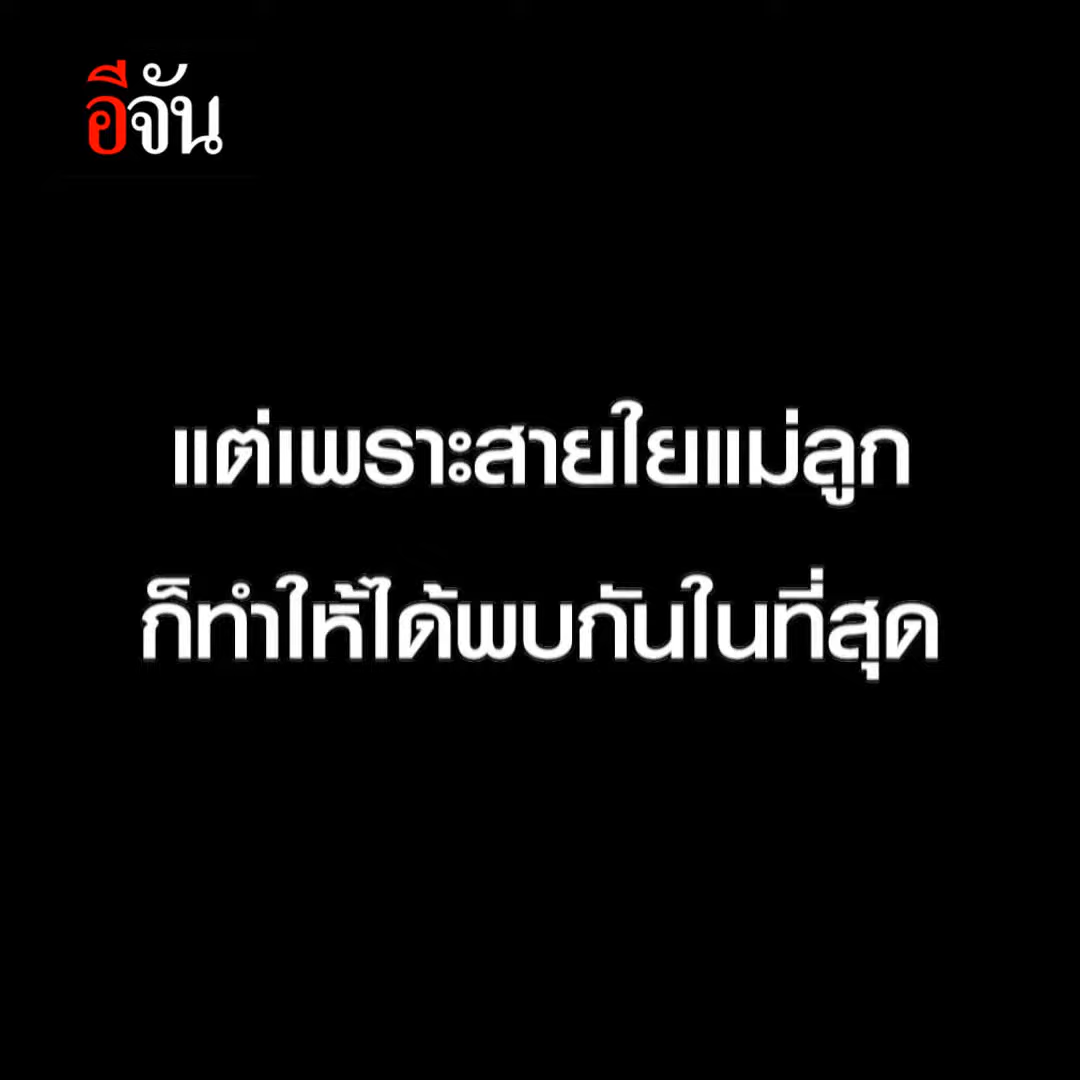 อีจัน
แต่เพราะสายใยแม่ลูก
ก็ทำให้ได้พบกันในที่สุด